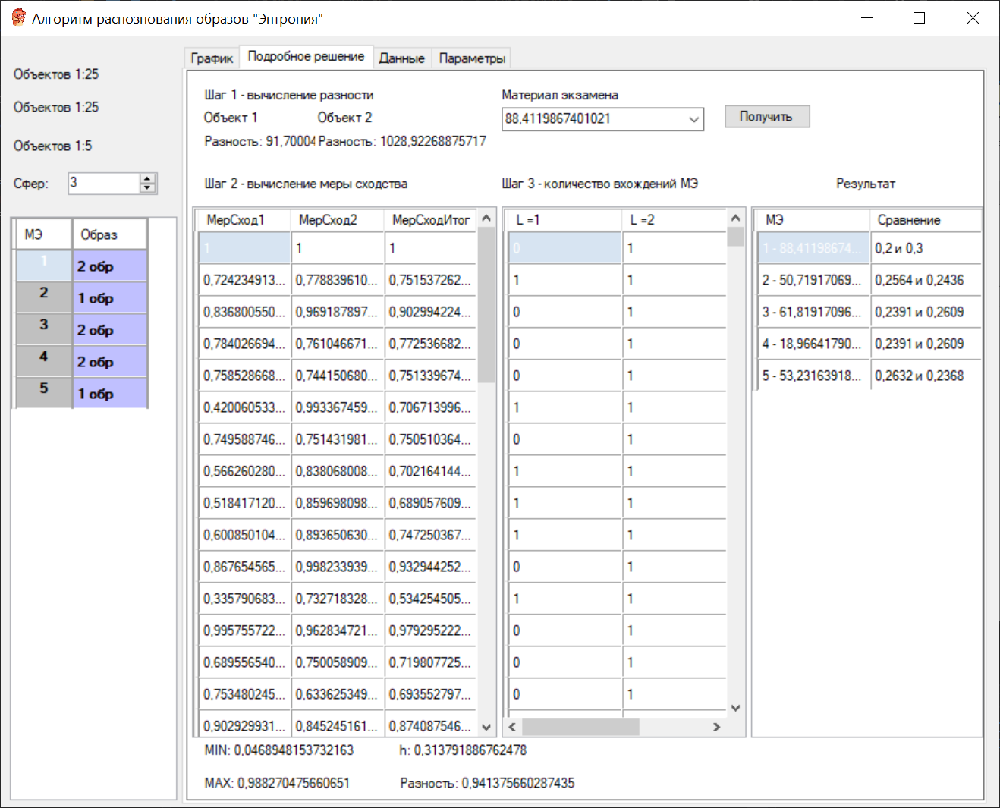 Алгоритм распознования образов "Энтропия"
График Подробное решение Данные Параметры
Объектов 1:25
Объектов 1:25
Объектов 1:5
Сфер: 3
МЭ Образ
1 2 обр
2 1 обр
3 2 обр
4 2 обр
5 1 обр
Шаг 1 - вычисление разности
Объект 1 Объект 2
Разность: 91,70004 Разность: 1028,92268875717
Материал экзамена
88,4119867401021 Получить
Шаг 2 - вычисление меры сходства
МерСход1 МерСход2 МерСходИтог
1 1 1
0,724234913... 0,778839610... 0,751537262...
0,836800550... 0,969187897... 0,902994224...
0,784026694... 0,761046671... 0,772536682...
0,758528668... 0,744150680... 0,751339674...
0,420060533... 0,993367459... 0,706713996...
0,749588746... 0,751431981... 0,750510364...
0,566260280... 0,838068008... 0,702164144...
0,518417120... 0,859698098... 0,689057609...
0,600850104... 0,893650630... 0,747250367...
0,867654565... 0,998233939... 0,932944252...
0,335790683... 0,732718328... 0,534254505...
0,995755722... 0,962834721... 0,979295222...
0,689556540... 0,750058909... 0,719807725...
0,753480245... 0,633625349... 0,693552797...
0,902929931... 0,845245161... 0,874087546...
Шаг 3 - количество вхождений МЭ
L =1 L =2
0 1
1 1
0 1
0 1
0 1
1 1
0 1
1 1
1 1
1 1
0 1
1 1
0 1
0 1
0 1
Результат
МЭ Сравнение
1 - 88,41198674... 0,2 и 0,3
2 - 50,71917069... 0,2564 и 0,2436
3 - 61,81917096... 0,2391 и 0,2609
4 - 18,96641790... 0,2391 и 0,2609
5 - 53,23163918... 0,2632 и 0,2368
MIN: 0,0468948153732163 h: 0,313791886762478
MAX: 0,988270475660651 Разность: 0,941375660287435